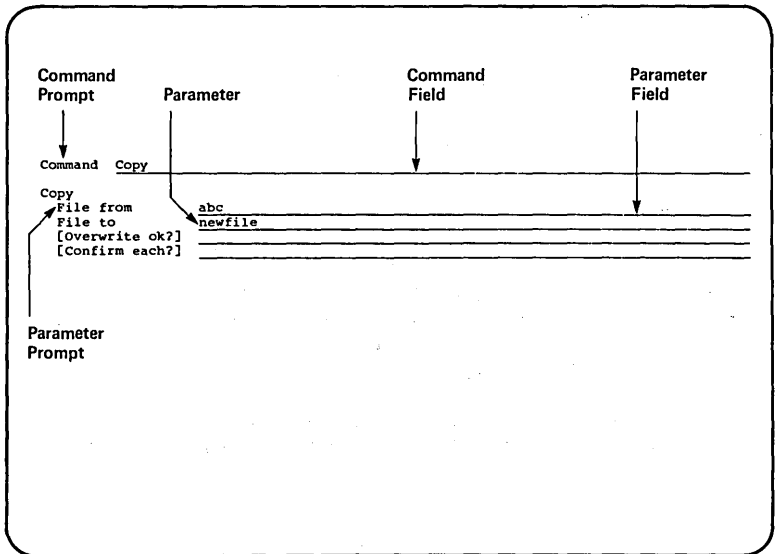 Command Command Parameter
Prompt Parameter Field Field
Command Copy
Copy
File from abc
File to newfile
[Overwrite ok?]
[Confirm each?]
Parameter
Prompt